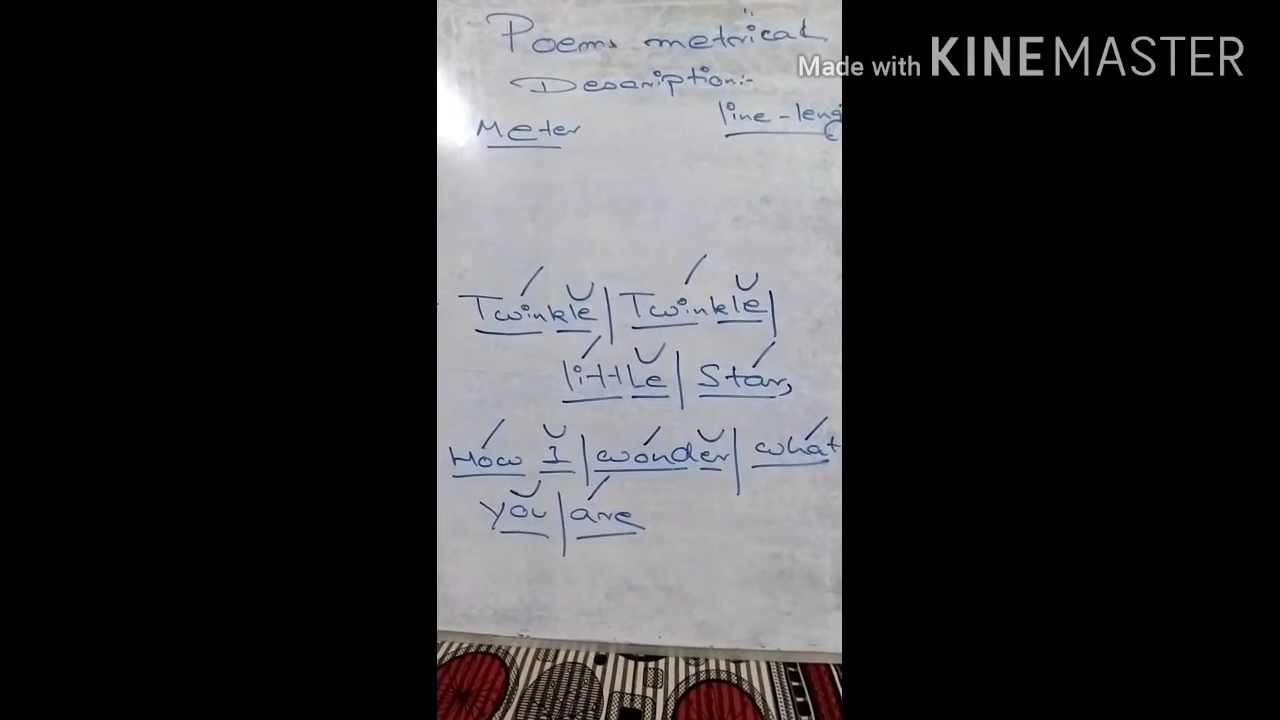 Poems metrical
Made with KINEMASTER
Description:-
Meter line-leng
Twinkle | Twinkle |
little | Star,
How I | wonder | what
you | are